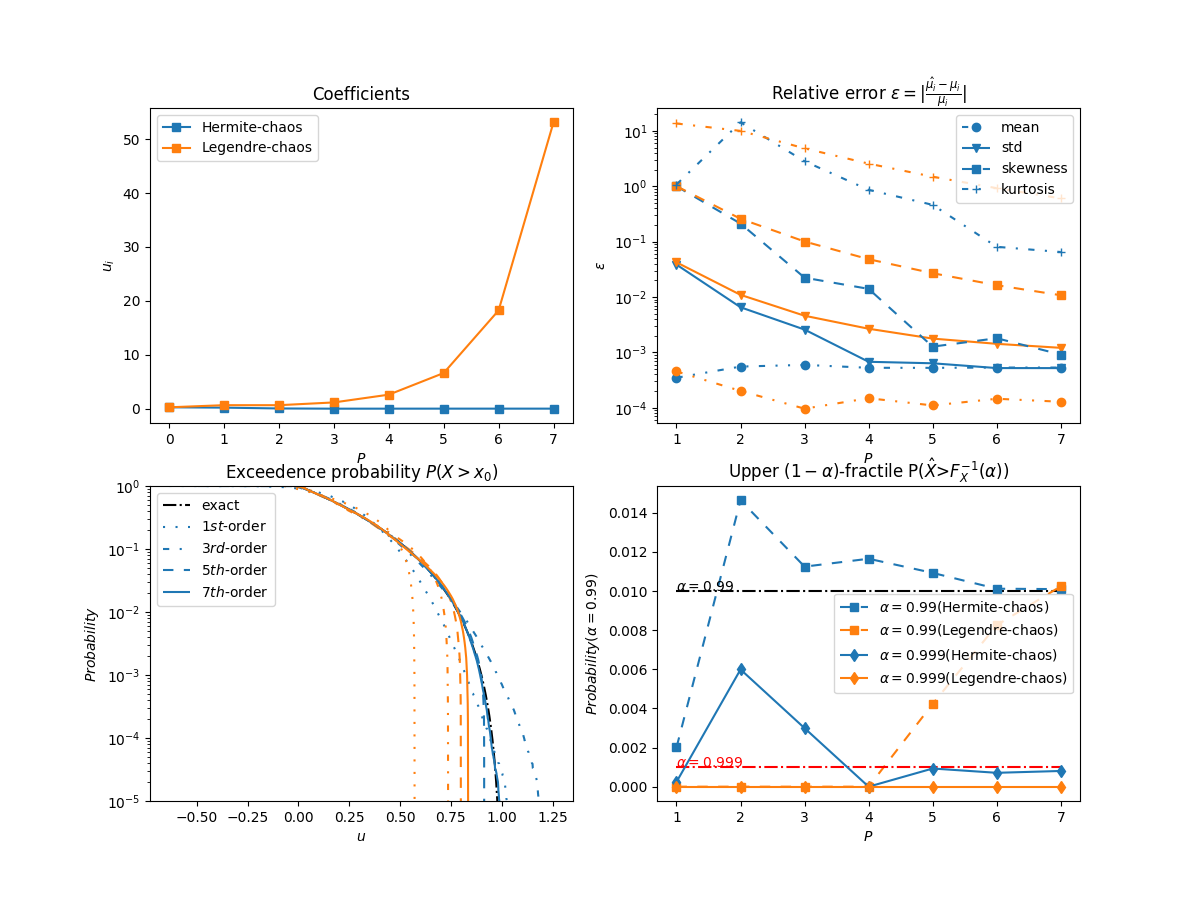 Coefficients
Hermite-chaos
Legendre-chaos
50
40
30
20
10
0
u_i
0 1 2 3 4 5 6 7
P
Relative error ε = |(μ̂_i − μ_i)/μ_i|
mean
std
skewness
kurtosis
10^1
10^0
10^−1
10^−2
10^−3
10^−4
ε
1 2 3 4 5 6 7
P
Exceedence probability P(X > x_0)
exact
1st-order
3rd-order
5th-order
7th-order
10^0
10^−1
10^−2
10^−3
10^−4
10^−5
Probability
−0.50 −0.25 0.00 0.25 0.50 0.75 1.00 1.25
u
Upper (1 − α)-fractile P(X̂>F_X^−1(α))
0.014
0.012
0.010
0.008
0.006
0.004
0.002
0.000
Probability(α = 0.99)
α = 0.99
α = 0.99(Hermite-chaos)
α = 0.99(Legendre-chaos)
α = 0.999(Hermite-chaos)
α = 0.999(Legendre-chaos)
α = 0.999
1 2 3 4 5 6 7
P